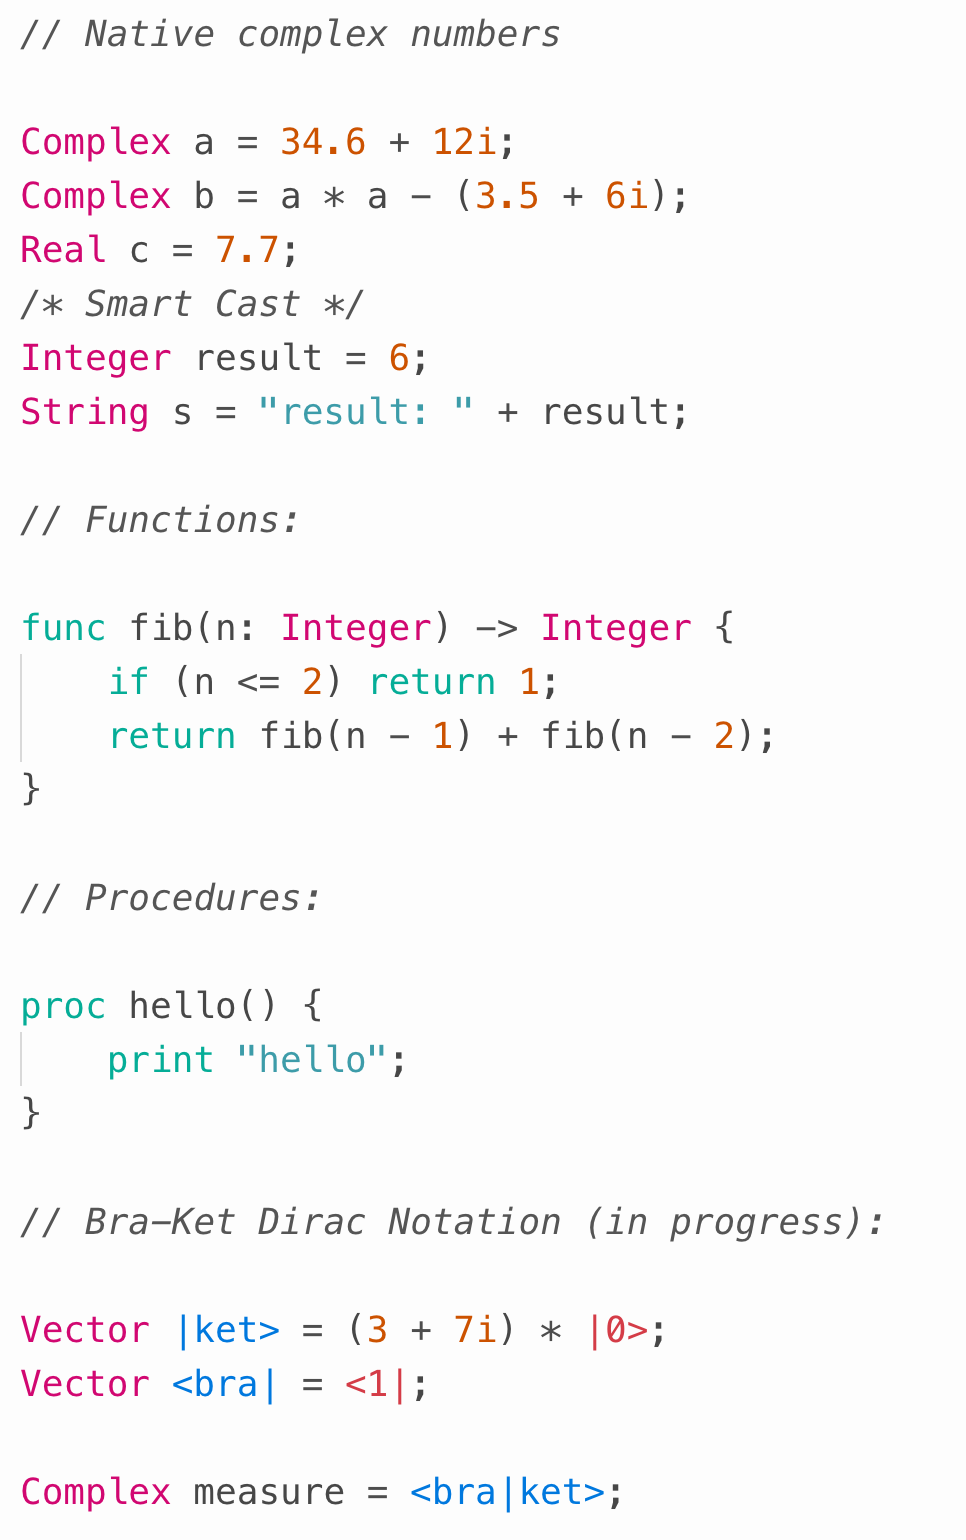 // Native complex numbers
Complex a = 34.6 + 12i;
Complex b = a * a - (3.5 + 6i);
Real c = 7.7;
/* Smart Cast */
Integer result = 6;
String s = "result: " + result;
// Functions:
func fib(n: Integer) -> Integer {
    if (n <= 2) return 1;
    return fib(n - 1) + fib(n - 2);
}
// Procedures:
proc hello() {
    print "hello";
}
// Bra-Ket Dirac Notation (in progress):
Vector |ket> = (3 + 7i) * |0>;
Vector <bra| = <1|;
Complex measure = <bra|ket>;